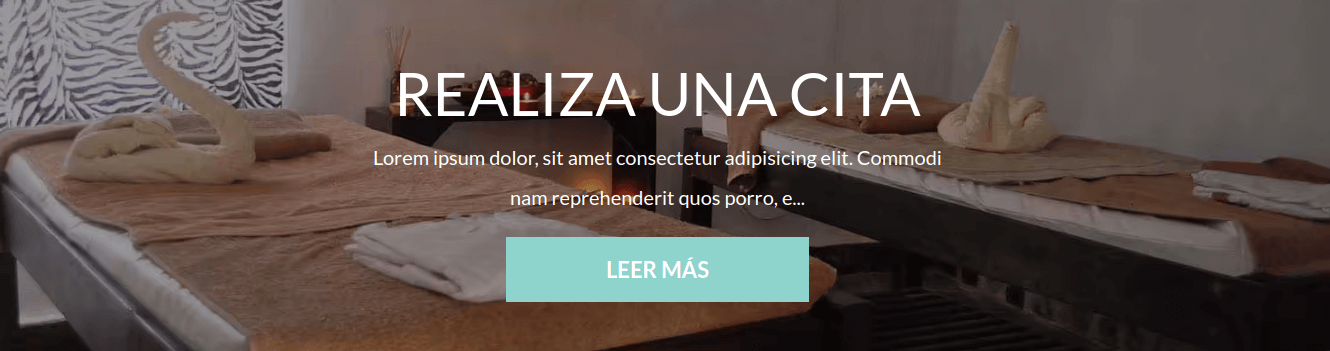 REALIZA UNA CITA
Lorem ipsum dolor, sit amet consectetur adipisicing elit. Commodi
nam reprehenderit quos porro, e...
LEER MÁS